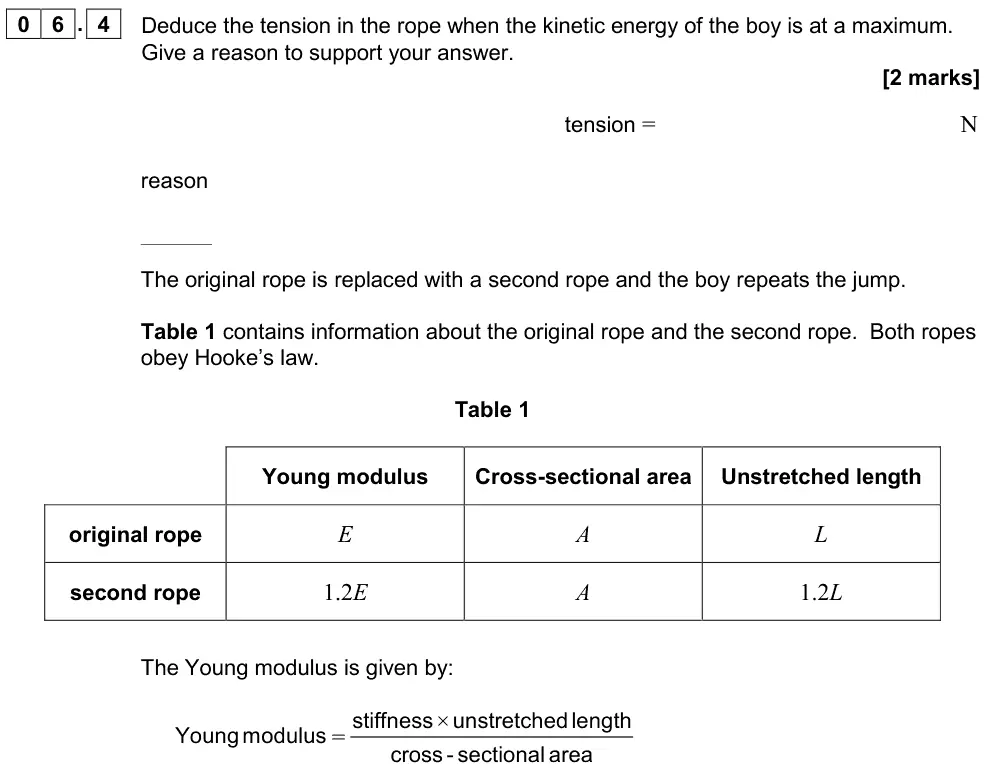 0 6 . 4 Deduce the tension in the rope when the kinetic energy of the boy is at a maximum.
Give a reason to support your answer.
[2 marks]
tension = N
reason
The original rope is replaced with a second rope and the boy repeats the jump.
Table 1 contains information about the original rope and the second rope. Both ropes
obey Hooke's law.
Table 1
Young modulus Cross-sectional area Unstretched length
original rope E A L
second rope 1.2E A 1.2L
The Young modulus is given by:
Young modulus = stiffness × unstretched length
cross - sectional area